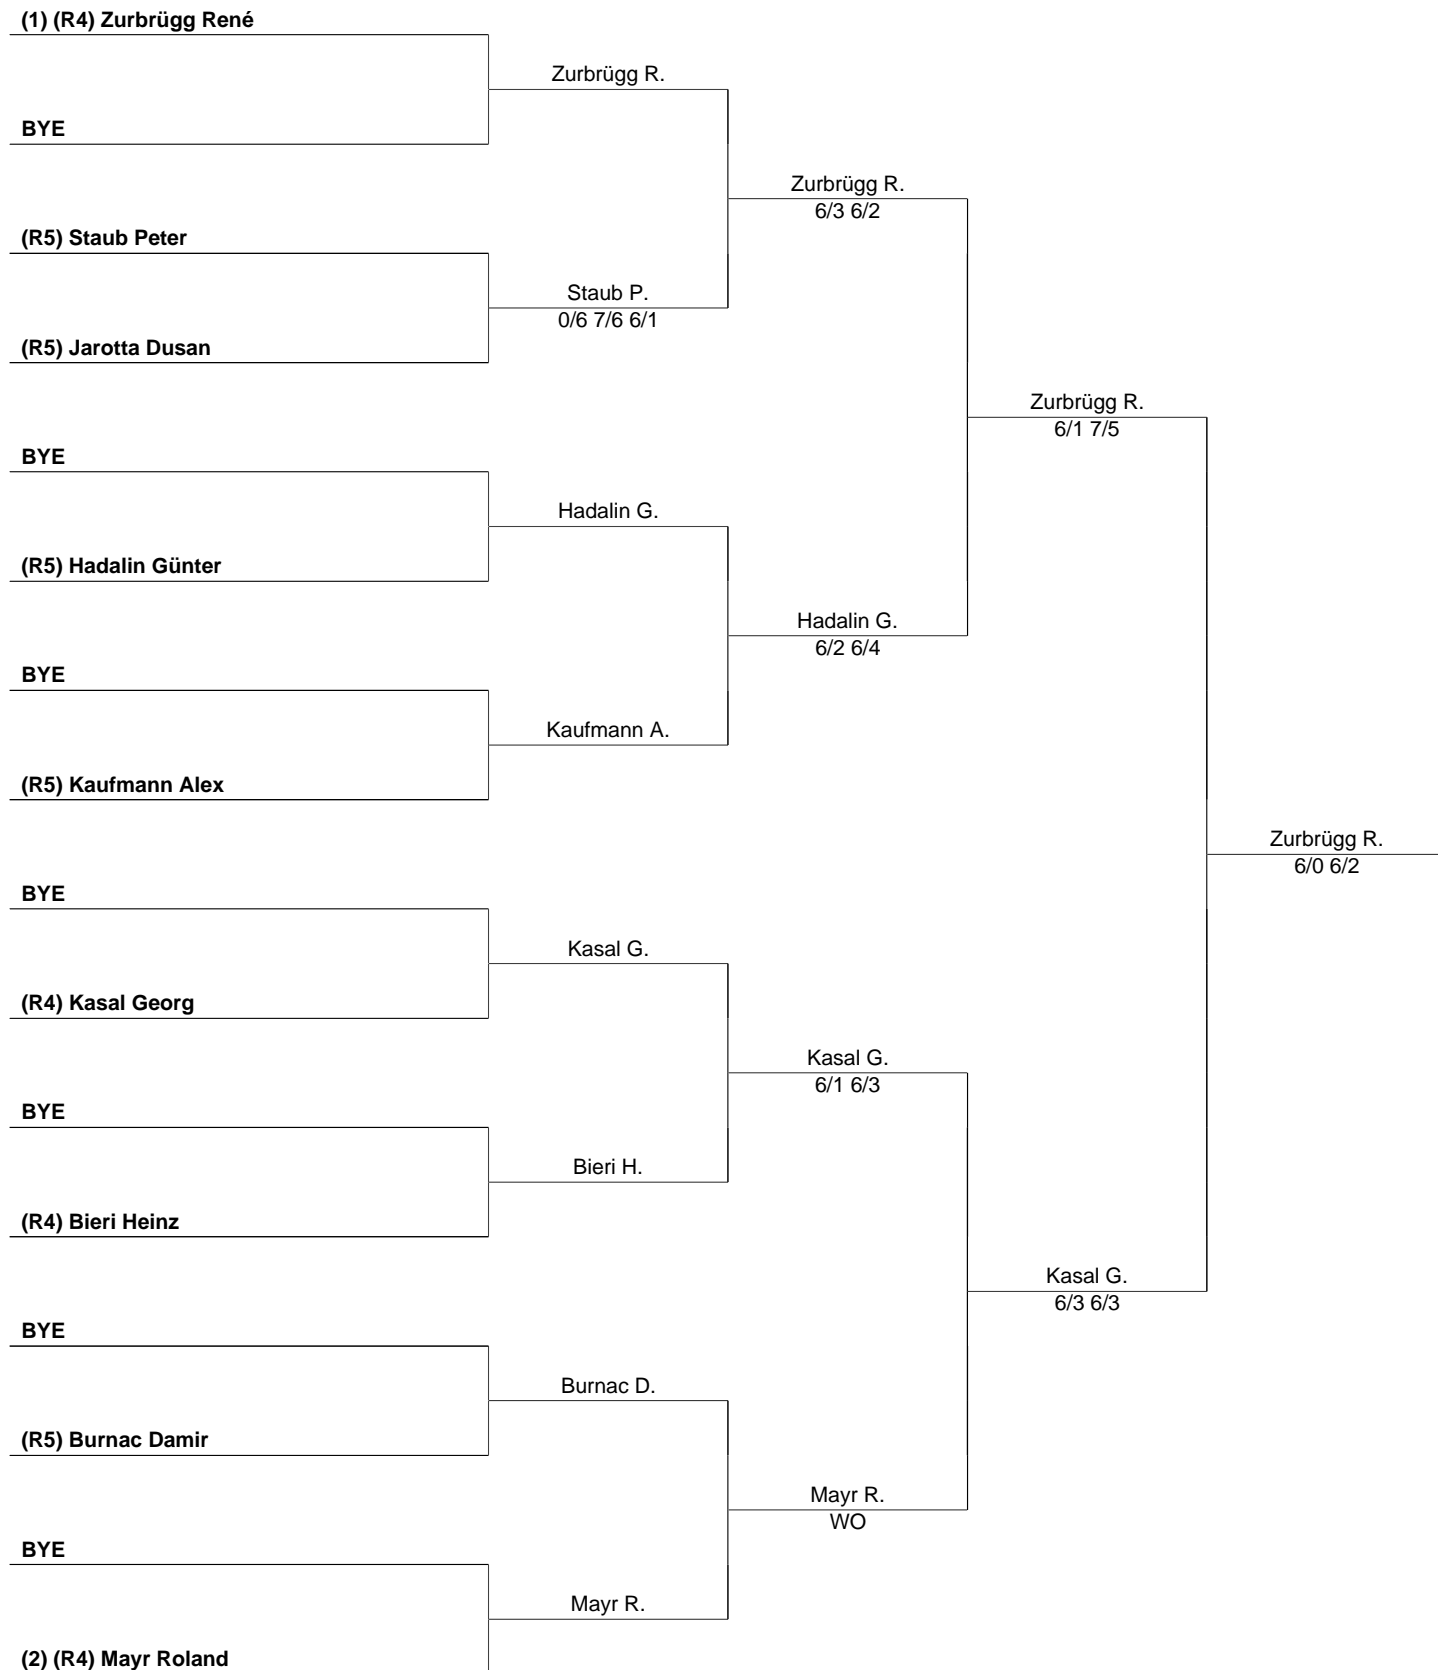 (1) (R4) Zurbrügg René
Zurbrügg R.
BYE
Zurbrügg R.
6/3 6/2
(R5) Staub Peter
Staub P.
0/6 7/6 6/1
(R5) Jarotta Dusan
Zurbrügg R.
6/1 7/5
BYE
Hadalin G.
(R5) Hadalin Günter
Hadalin G.
6/2 6/4
BYE
Kaufmann A.
(R5) Kaufmann Alex
Zurbrügg R.
6/0 6/2
BYE
Kasal G.
(R4) Kasal Georg
Kasal G.
6/1 6/3
BYE
Bieri H.
(R4) Bieri Heinz
Kasal G.
6/3 6/3
BYE
Burnac D.
(R5) Burnac Damir
Mayr R.
WO
BYE
Mayr R.
(2) (R4) Mayr Roland